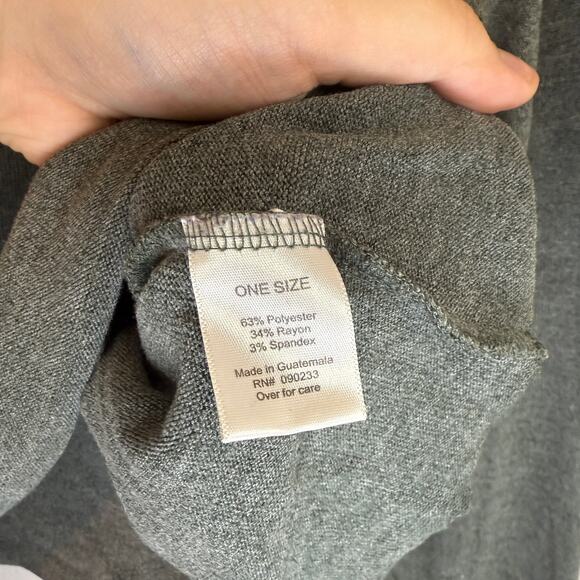 ONE SIZE
63% Polyester
34% Rayon
3% Spandex
Made in Guatemala
RN# 090233
Over for care